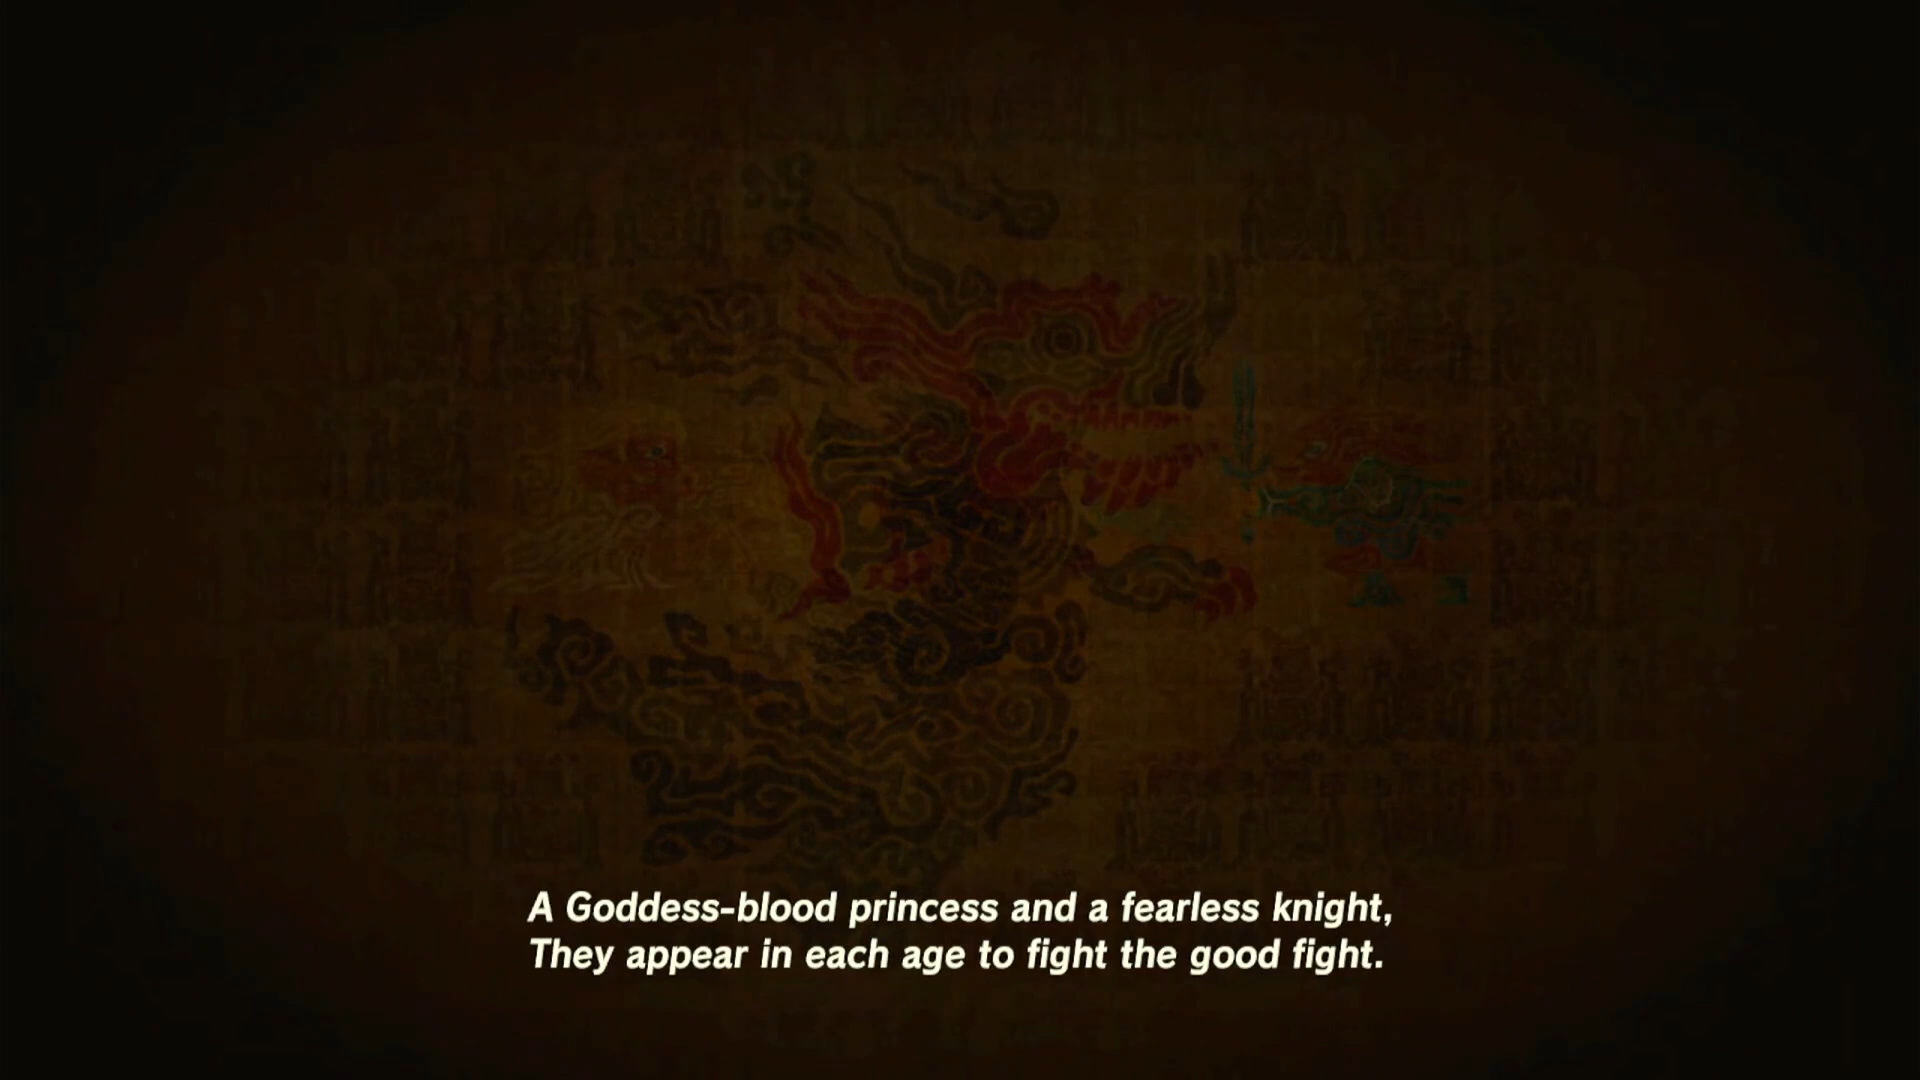 A Goddess-blood princess and a fearless knight,
They appear in each age to fight the good fight.